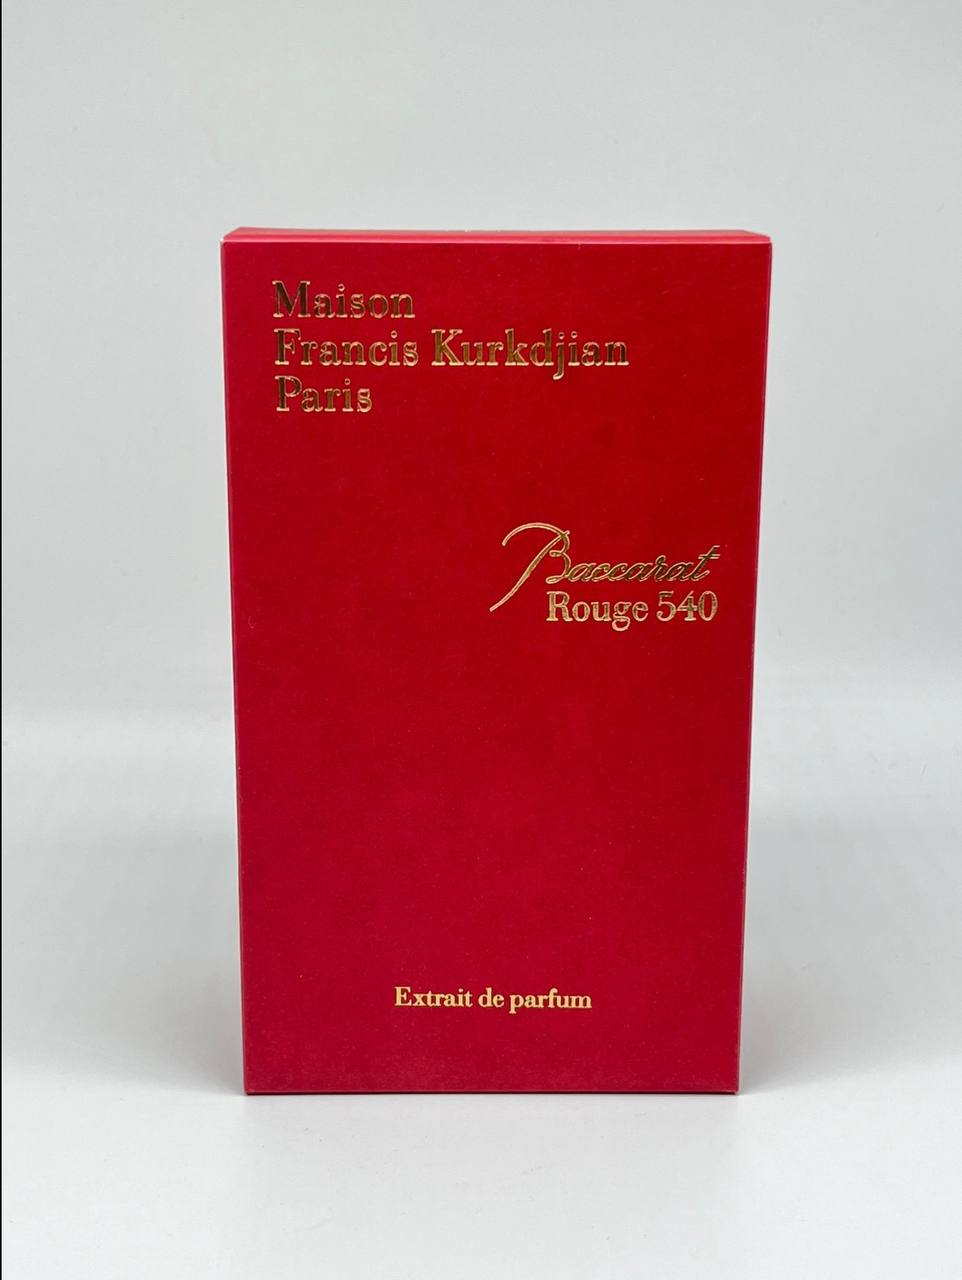 Maison
Francis Kurkdjian
Paris
Baccarat
Rouge 540
Extrait de parfum